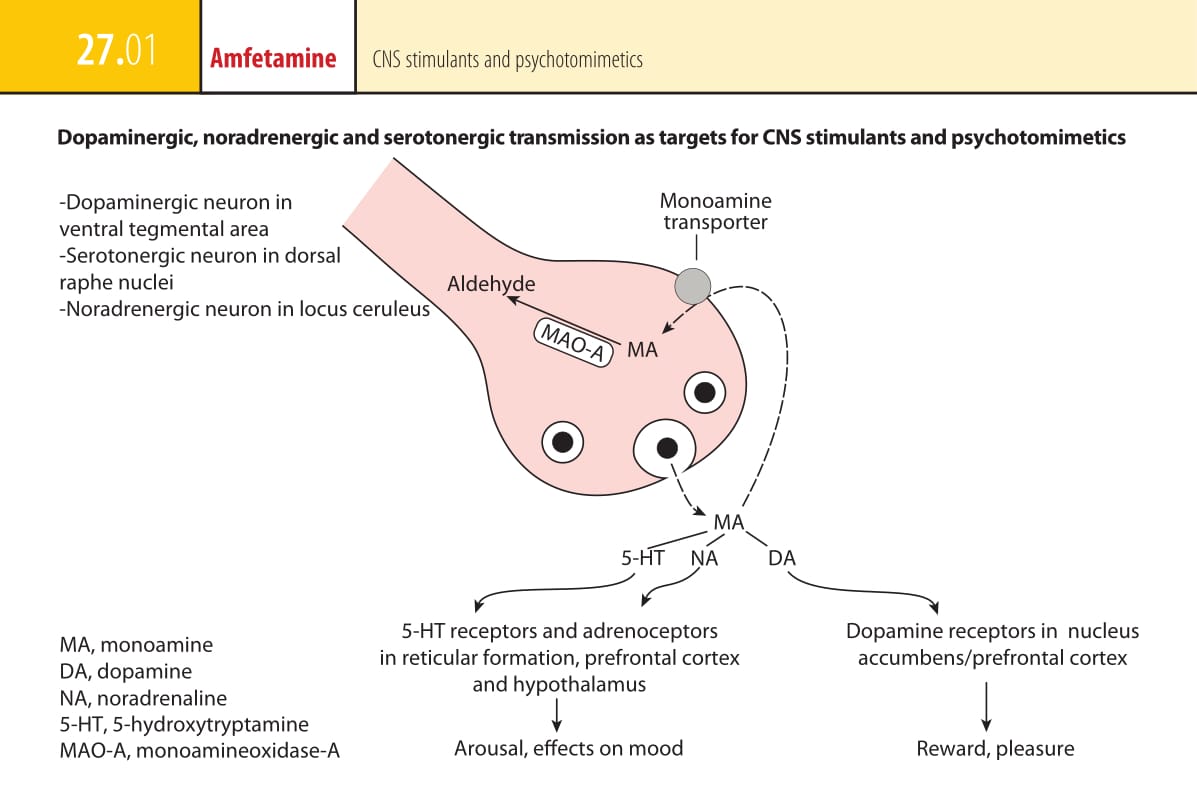 27.01
Amfetamine
CNS stimulants and psychotomimetics
Dopaminergic, noradrenergic and serotonergic transmission as targets for CNS stimulants and psychotomimetics
-Dopaminergic neuron in
ventral tegmental area
-Serotonergic neuron in dorsal
raphe nuclei
-Noradrenergic neuron in locus ceruleus
Monoamine
transporter
Aldehyde
MAO-A
MA
MA
5-HT
NA
DA
5-HT receptors and adrenoceptors
in reticular formation, prefrontal cortex
and hypothalamus
Arousal, effects on mood
Dopamine receptors in nucleus
accumbens/prefrontal cortex
Reward, pleasure
MA, monoamine
DA, dopamine
NA, noradrenaline
5-HT, 5-hydroxytryptamine
MAO-A, monoamineoxidase-A